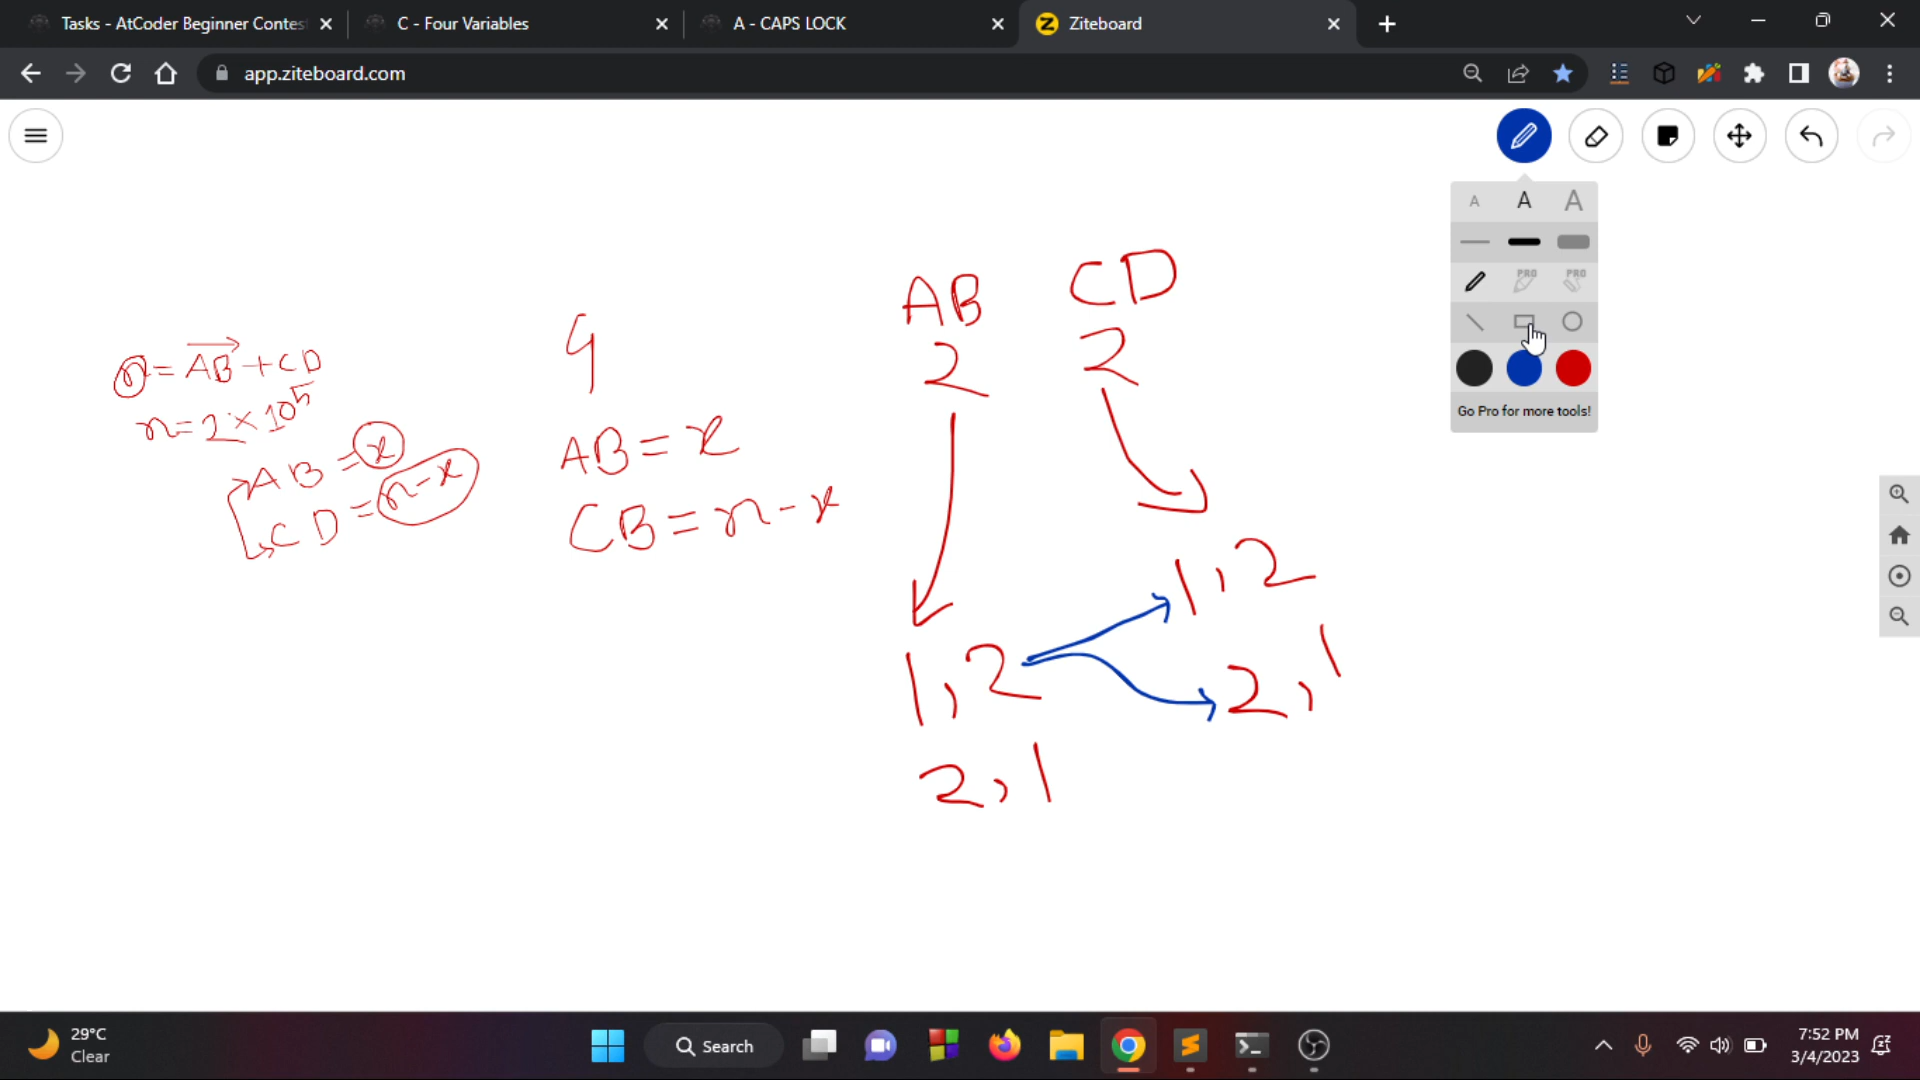 Tasks - AtCoder Beginner Contes
C - Four Variables
A - CAPS LOCK
Ziteboard
app.ziteboard.com
A A A
PRO PRO
Go Pro for more tools!
n = AB + CD
n = 2 × 10^5
AB = x
CD = n - x
4
AB = x
CB = n - x
AB CD
2 2
1, 2
2, 1
1, 2
2, 1
29°C
Clear
Search
7:52 PM
3/4/2023